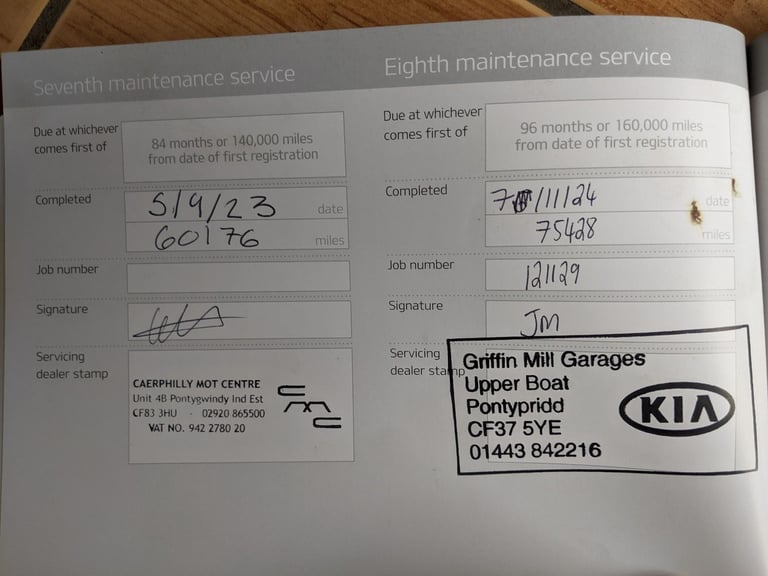 Seventh maintenance service
Due at whichever
comes first of
84 months or 140,000 miles
from date of first registration
Completed
5/9/23
date
60176
miles
Job number
Signature
Servicing
dealer stamp
CAERPHILLY MOT CENTRE
Unit 4B Pontygwindy Ind Est
CF83 3HU - 02920 865500
VAT NO. 942 2780 20
cmc
Eighth maintenance service
Due at whichever
comes first of
96 months or 160,000 miles
from date of first registration
Completed
7/11/24
date
75428
miles
Job number
121129
Signature
JM
Servicing
dealer stamp
Griffin Mill Garages
Upper Boat
Pontypridd
CF37 5YE
01443 842216
KIA